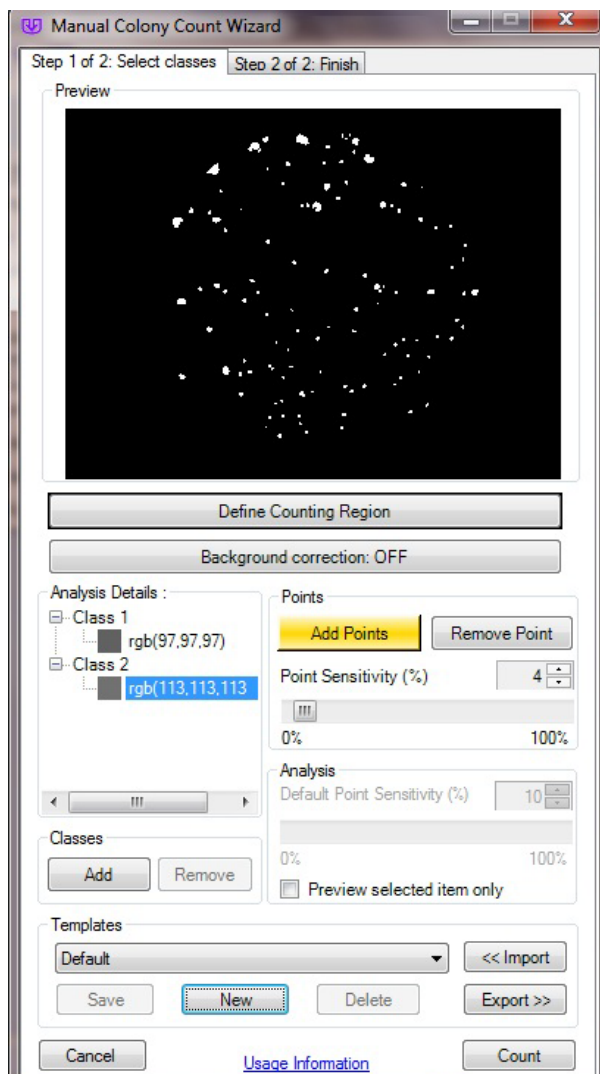 Manual Colony Count Wizard
Step 1 of 2: Select classes Step 2 of 2: Finish
Preview
Define Counting Region
Background correction: OFF
Analysis Details :
Class 1
rgb(97,97,97)
Class 2
rgb(113,113,113
Points
Add Points Remove Point
Point Sensitivity (%) 4
0% 100%
Analysis
Default Point Sensitivity (%) 10
0% 100%
Preview selected item only
Classes
Add Remove
Templates
Default << Import
Save New Delete Export >>
Cancel Usage Information Count